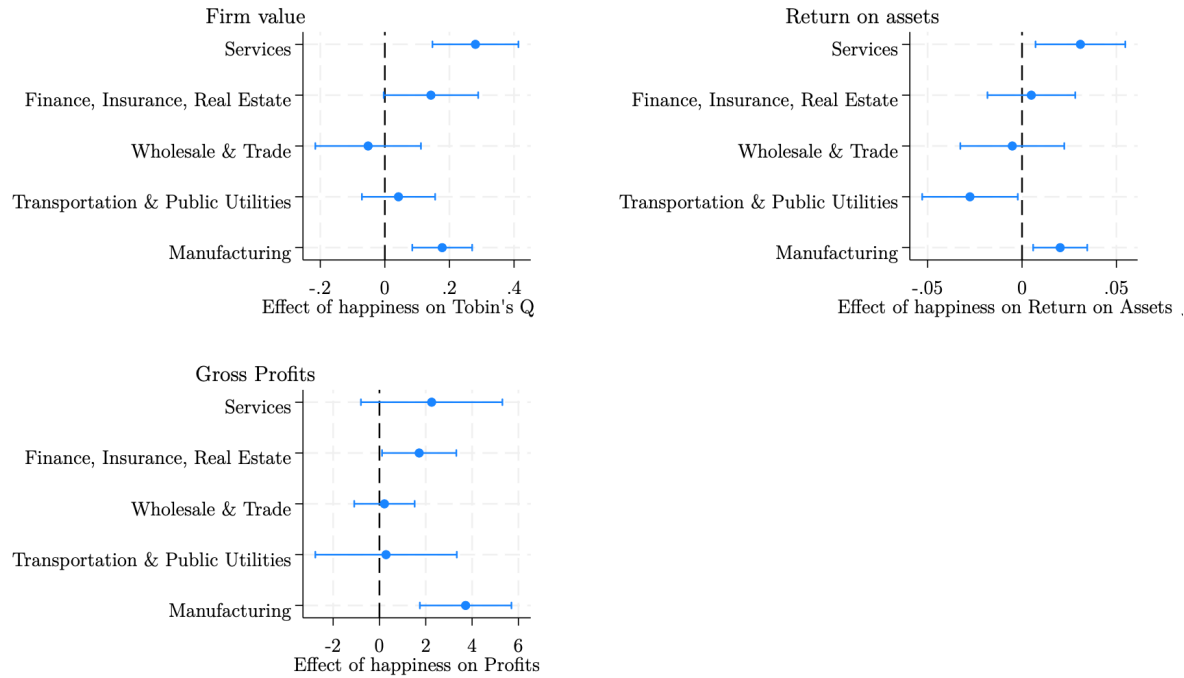 Firm value
Services
Finance, Insurance, Real Estate
Wholesale & Trade
Transportation & Public Utilities
Manufacturing
-.2 0 .2 .4
Effect of happiness on Tobin's Q
Return on assets
Services
Finance, Insurance, Real Estate
Wholesale & Trade
Transportation & Public Utilities
Manufacturing
-.05 0 .05
Effect of happiness on Return on Assets
Gross Profits
Services
Finance, Insurance, Real Estate
Wholesale & Trade
Transportation & Public Utilities
Manufacturing
-2 0 2 4 6
Effect of happiness on Profits